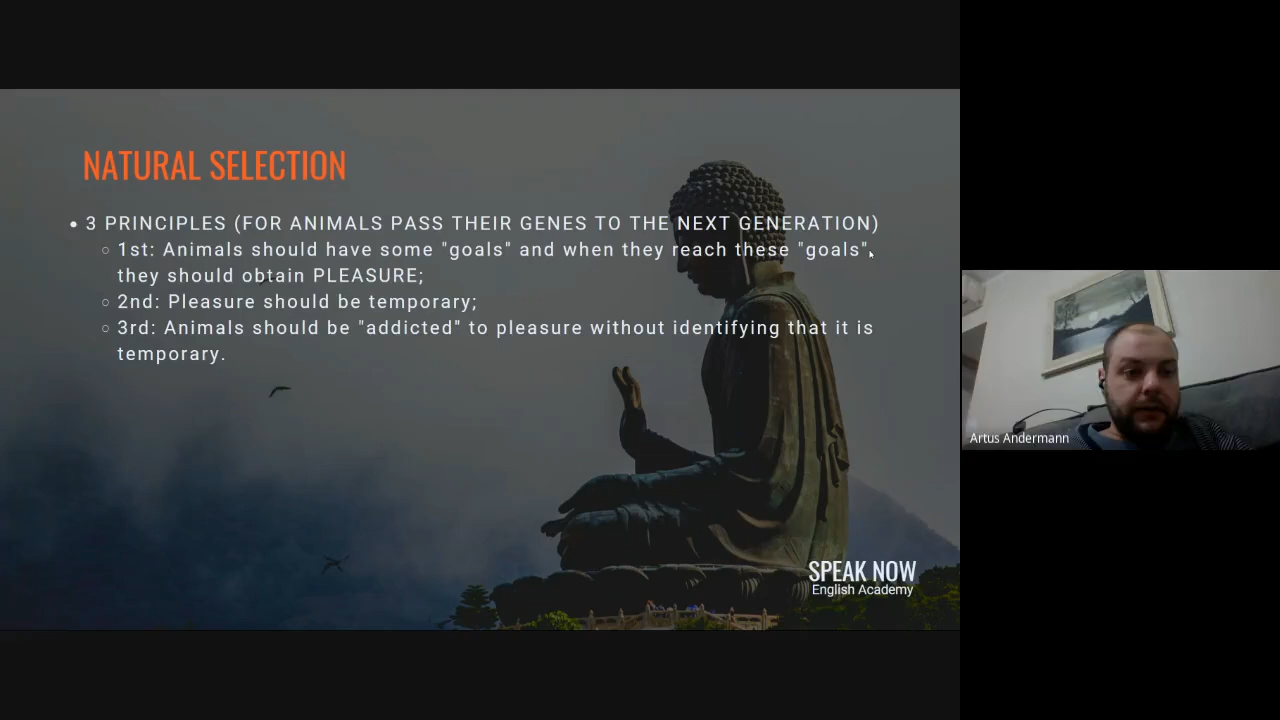 NATURAL SELECTION
• 3 PRINCIPLES (FOR ANIMALS PASS THEIR GENES TO THE NEXT GENERATION)
○ 1st: Animals should have some "goals" and when they reach these "goals",
they should obtain PLEASURE;
○ 2nd: Pleasure should be temporary;
○ 3rd: Animals should be "addicted" to pleasure without identifying that it is
temporary.
SPEAK NOW
English Academy
Artus Andermann